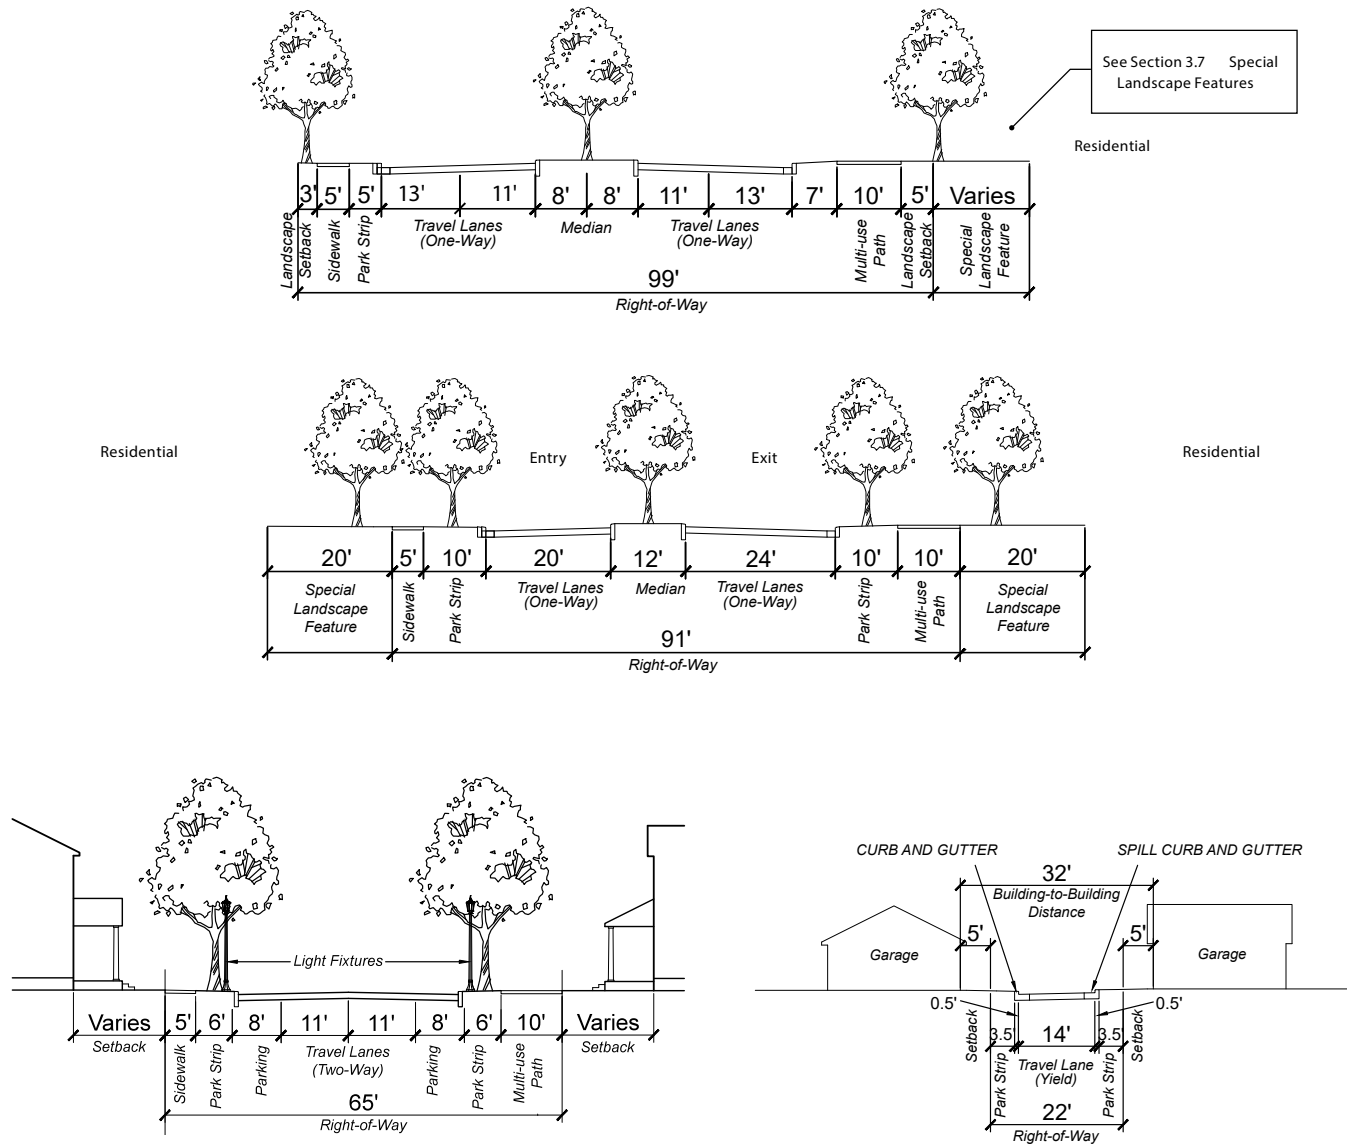 See Section 3.7 Special
Landscape Features
Residential
3' 5' 5' 13' 11' 8' 8' 11' 13' 7' 10' 5' Varies
Landscape
Setback
Sidewalk
Park Strip
Travel Lanes
(One-Way)
Median
Travel Lanes
(One-Way)
Multi-use
Path
Landscape
Setback
Special
Landscape
Feature
99'
Right-of-Way
Residential
Entry
Exit
Residential
20' 5' 10' 20' 12' 24' 10' 10' 20'
Special
Landscape
Feature
Sidewalk
Park Strip
Travel Lanes
(One-Way)
Median
Travel Lanes
(One-Way)
Park Strip
Multi-use
Path
Special
Landscape
Feature
91'
Right-of-Way
Light Fixtures
Varies 5' 6' 8' 11' 11' 8' 6' 10' Varies
Setback
Sidewalk
Park Strip
Parking
Travel Lanes
(Two-Way)
Parking
Park Strip
Multi-use
Path
Setback
65'
Right-of-Way
CURB AND GUTTER
SPILL CURB AND GUTTER
32'
Building-to-Building
Distance
5'
5'
Garage
Garage
0.5'
0.5'
Setback
3.5' 14' 3.5'
Setback
Park Strip
Travel Lane
(Yield)
Park Strip
22'
Right-of-Way